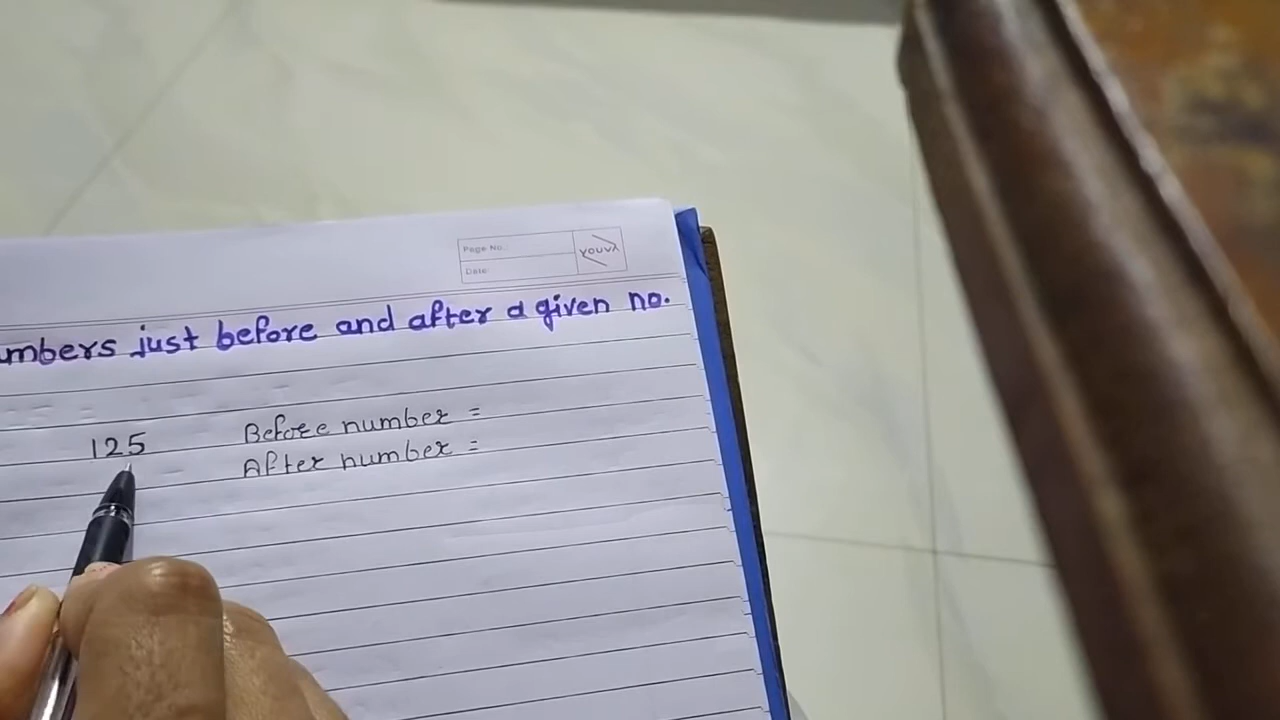 Page No.
Date:
YOUVA
mbers just before and after a given no.
125 Before number =
After number =